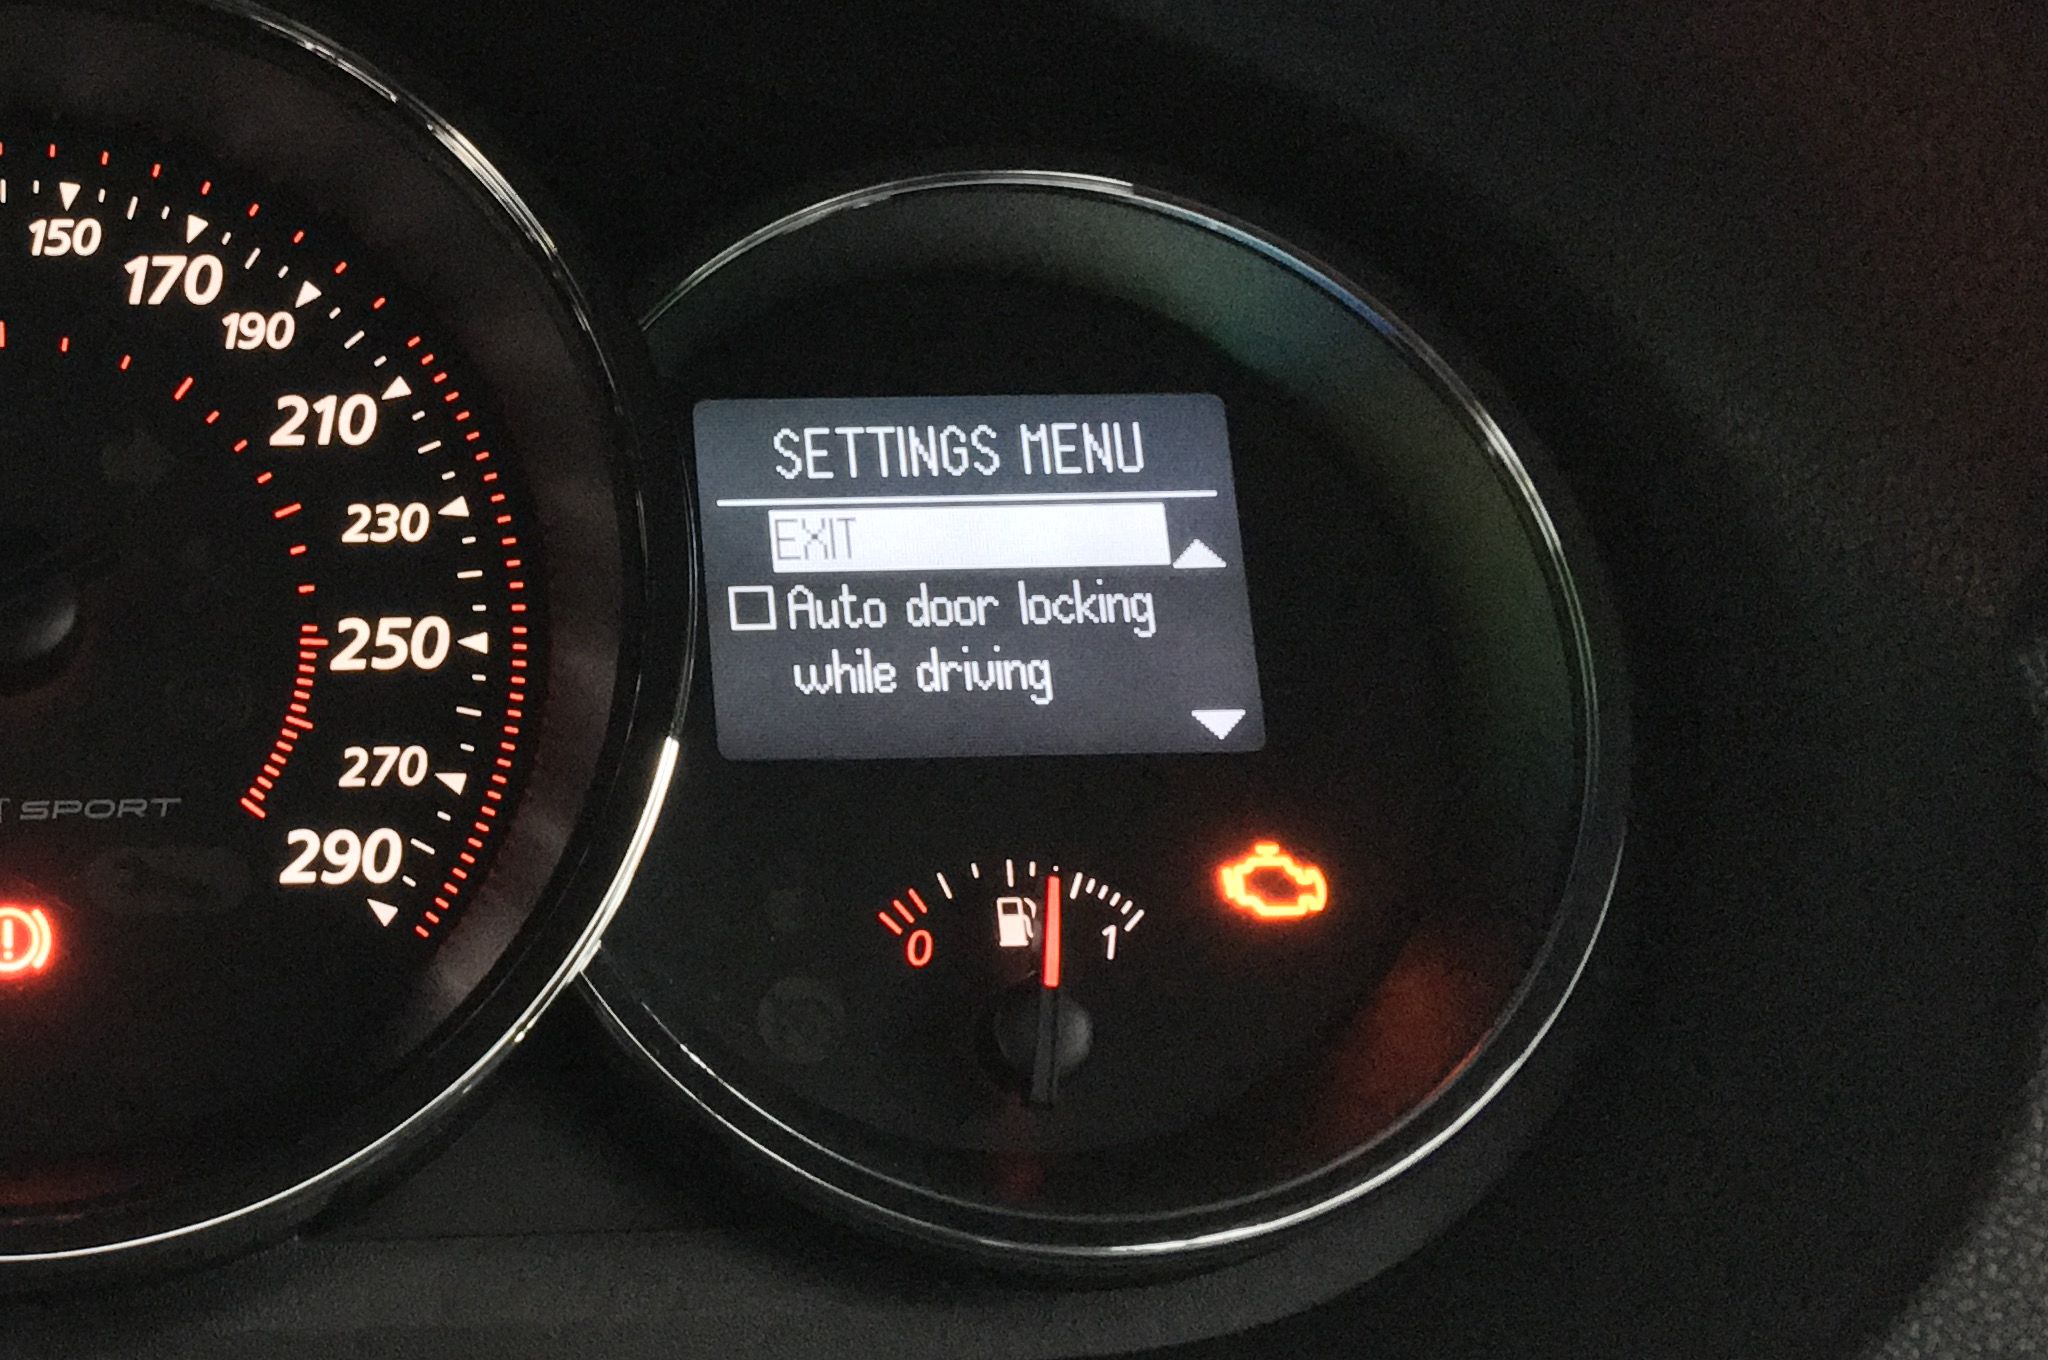 150
170
190
210
230
250
270
290
SPORT
SETTINGS MENU
EXIT
Auto door locking
while driving
0
1
!